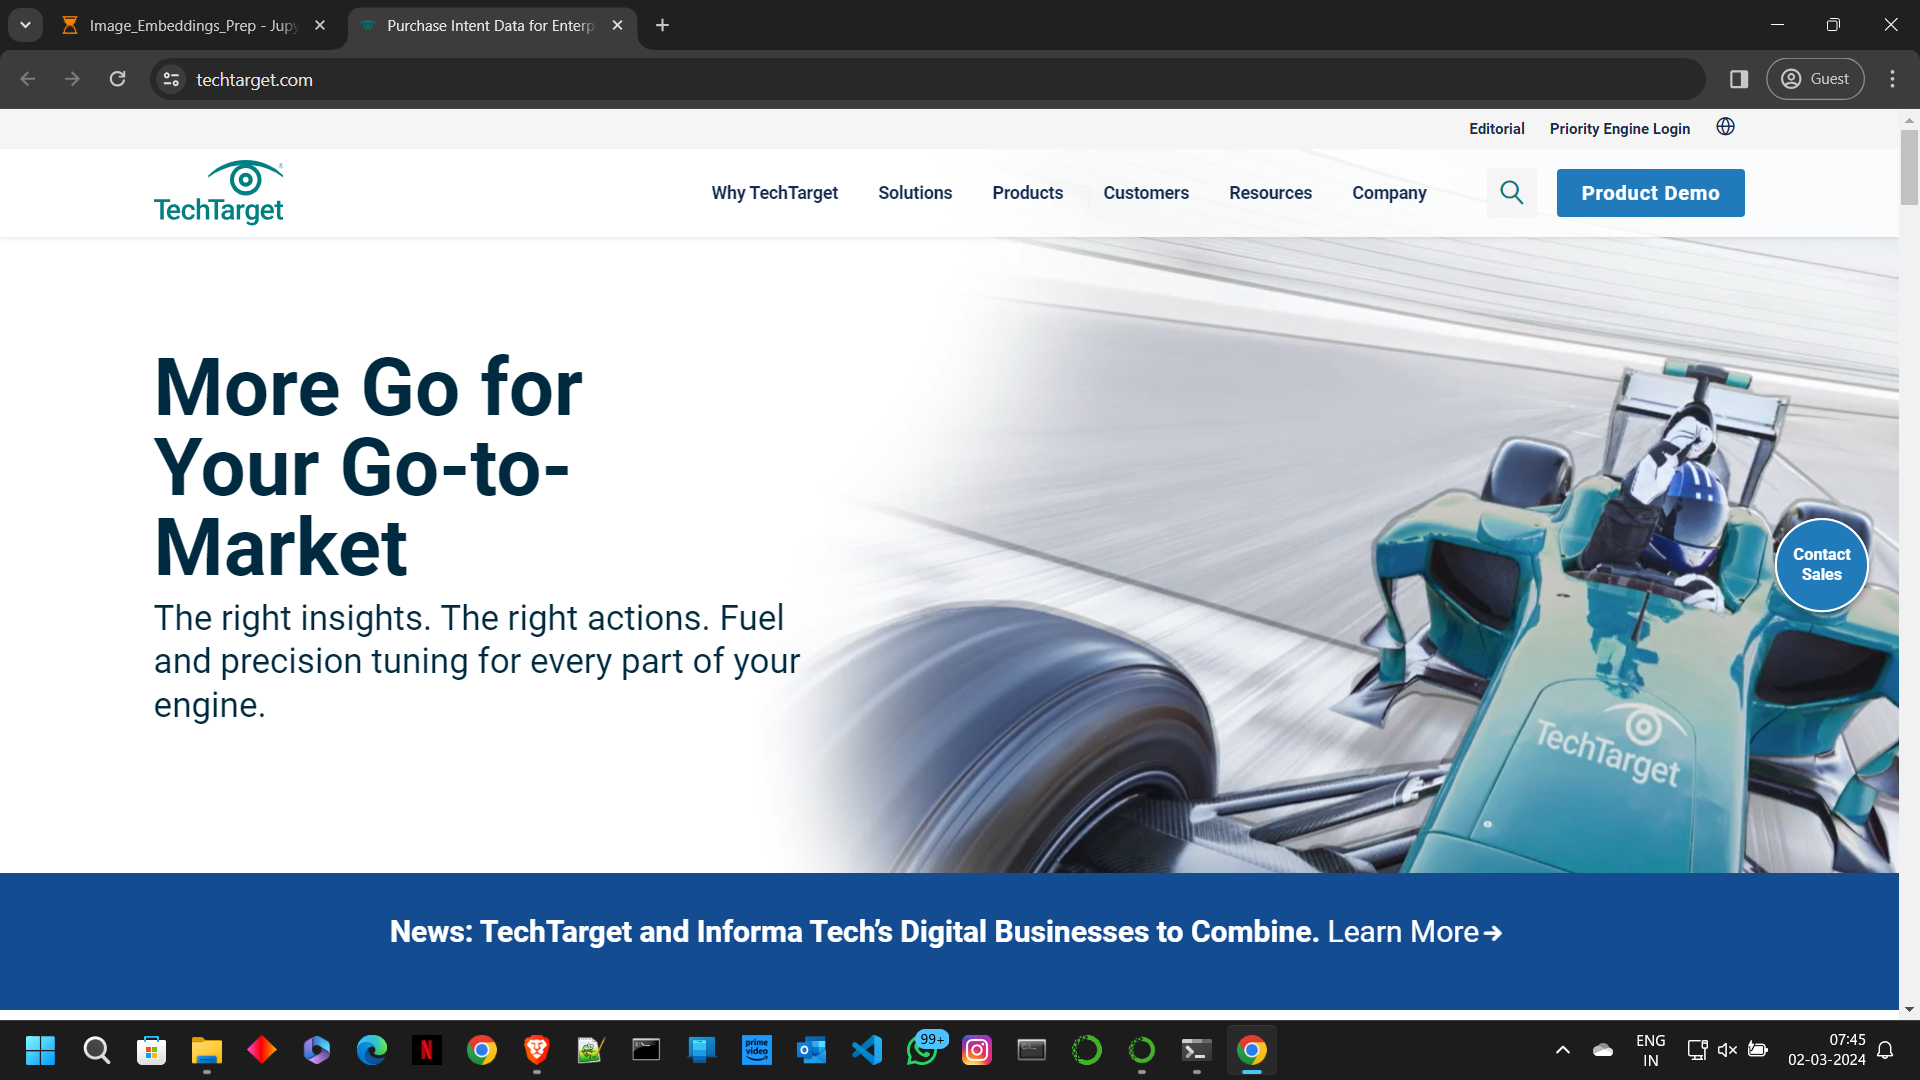 Image_Embeddings_Prep - Jupy
Purchase Intent Data for Enterp
techtarget.com
Guest
Editorial
Priority Engine Login
TechTarget
Why TechTarget
Solutions
Products
Customers
Resources
Company
Product Demo
More Go for
Your Go-to-
Market
The right insights. The right actions. Fuel
and precision tuning for every part of your
engine.
Contact
Sales
TechTarget
News: TechTarget and Informa Tech’s Digital Businesses to Combine. Learn More
prime
video
99+
ENG
IN
07:45
02-03-2024